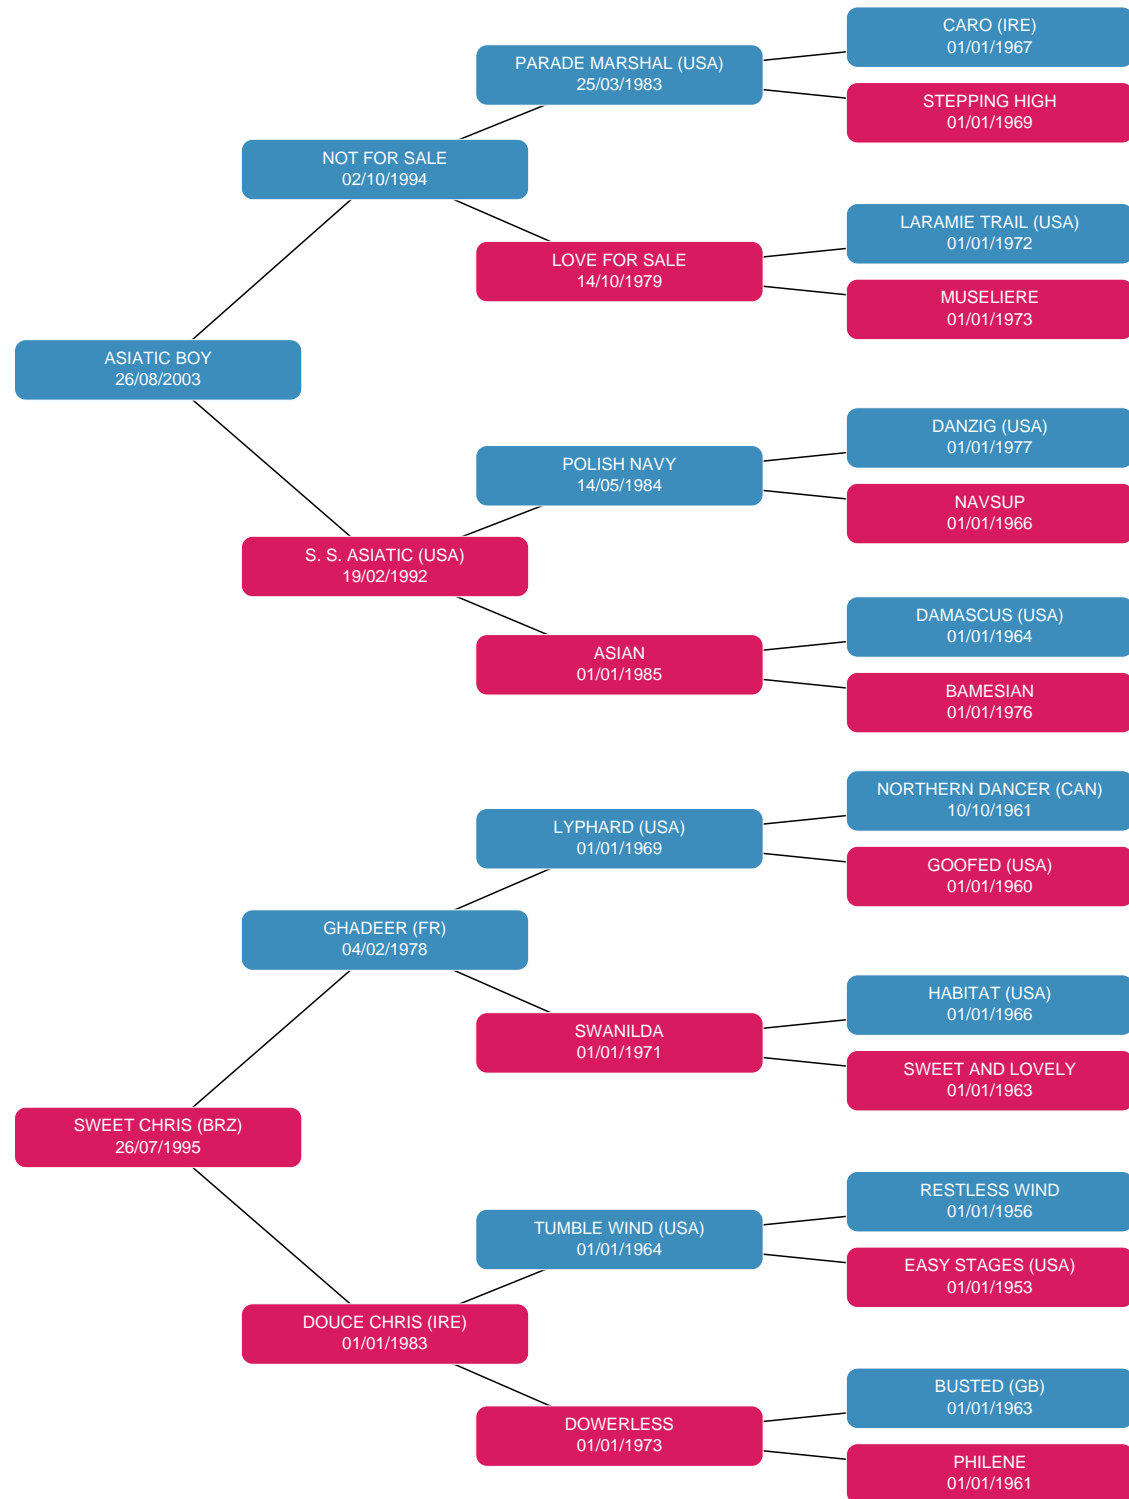 CARO (IRE)
01/01/1967
PARADE MARSHAL (USA)
25/03/1983
STEPPING HIGH
01/01/1969
NOT FOR SALE
02/10/1994
LARAMIE TRAIL (USA)
01/01/1972
LOVE FOR SALE
14/10/1979
MUSELIERE
01/01/1973
ASIATIC BOY
26/08/2003
DANZIG (USA)
01/01/1977
POLISH NAVY
14/05/1984
NAVSUP
01/01/1966
S. S. ASIATIC (USA)
19/02/1992
DAMASCUS (USA)
01/01/1964
ASIAN
01/01/1985
BAMESIAN
01/01/1976
NORTHERN DANCER (CAN)
10/10/1961
LYPHARD (USA)
01/01/1969
GOOFED (USA)
01/01/1960
GHADEER (FR)
04/02/1978
HABITAT (USA)
01/01/1966
SWANILDA
01/01/1971
SWEET AND LOVELY
01/01/1963
SWEET CHRIS (BRZ)
26/07/1995
RESTLESS WIND
01/01/1956
TUMBLE WIND (USA)
01/01/1964
EASY STAGES (USA)
01/01/1953
DOUCE CHRIS (IRE)
01/01/1983
BUSTED (GB)
01/01/1963
DOWERLESS
01/01/1973
PHILENE
01/01/1961